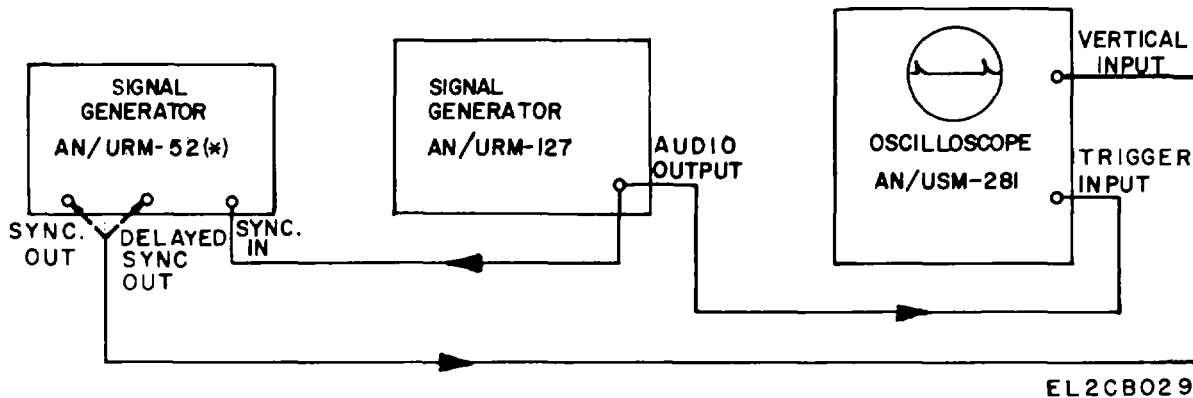 SIGNAL
GENERATOR
AN/URM-52(*)
SYNC.
OUT
DELAYED
SYNC
OUT
SYNC.
IN
SIGNAL
GENERATOR
AN/URM-127
AUDIO
OUTPUT
OSCILLOSCOPE
AN/USM-281
VERTICAL
INPUT
TRIGGER
INPUT
EL2CB029